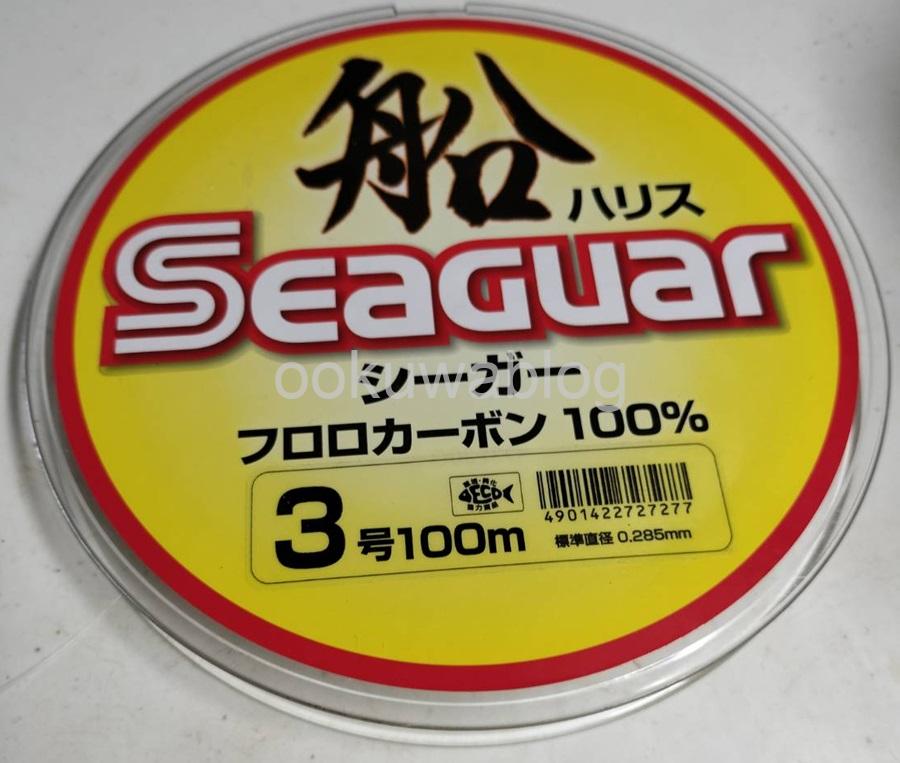 船
ハリス
Seaguar
シーガー
ookuwablog
フロロカーボン 100%
ECO
3号100m
4901422727277
標準直径 0.285mm